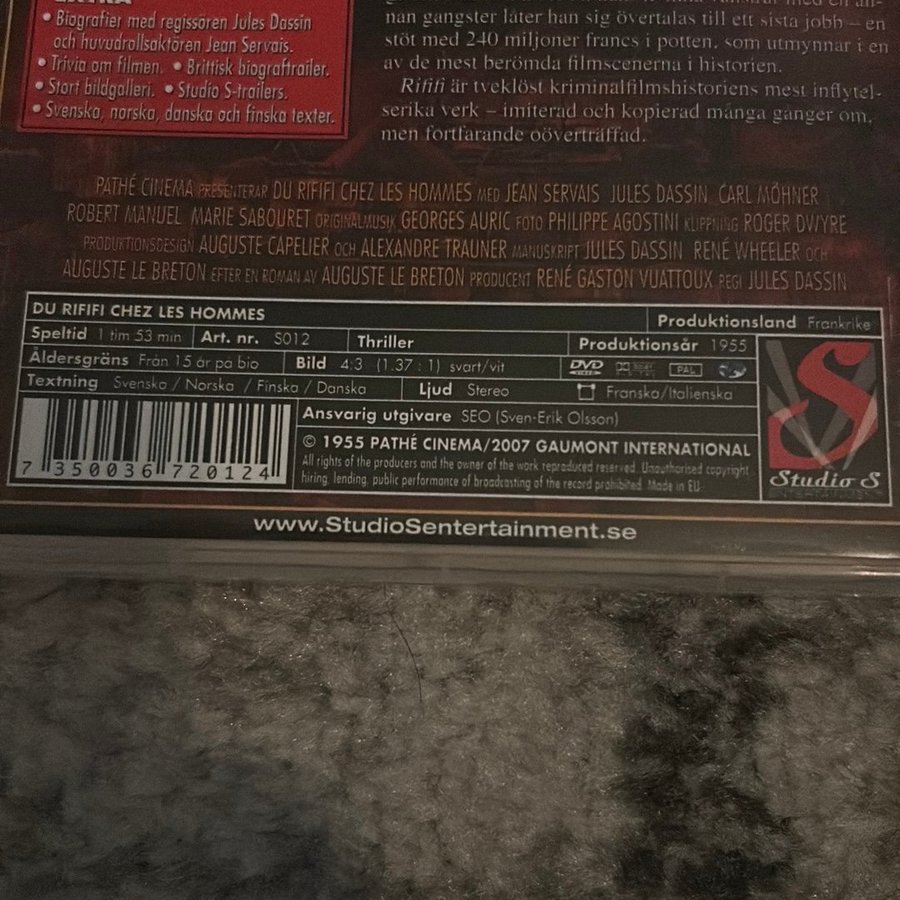 EXTRA
• Biografier med regissören Jules Dassin
och huvudrollsaktören Jean Servais.
• Trivia om filmen. • Brittisk biograftrailer.
• Stort bildgalleri. • Studio S-trailers.
• Svenska, norska, danska och finska texter.
nan gangster låter han sig övertalas till ett sista jobb – en
stöt med 240 miljoner francs i potten, som utmynnar i en
av de mest berömda filmscenerna i historien.
Rififi är tveklöst kriminalfilmshistoriens mest inflytel-
serika verk – imiterad och kopierad många gånger om,
men fortfarande oöverträffad.
PATHÉ CINEMA PRESENTERAR DU RIFIFI CHEZ LES HOMMES MED JEAN SERVAIS JULES DASSIN CARL MÖHNER
ROBERT MANUEL MARIE SABOURET ORIGINALMUSIK GEORGES AURIC FOTO PHILIPPE AGOSTINI KLIPPNING ROGER DWYRE
PRODUKTIONSDESIGN AUGUSTE CAPELIER OCH ALEXANDRE TRAUNER MANUSKRIPT JULES DASSIN RENÉ WHEELER OCH
AUGUSTE LE BRETON EFTER EN ROMAN AV AUGUSTE LE BRETON PRODUCENT RENÉ GASTON VUATTOUX REGI JULES DASSIN
DU RIFIFI CHEZ LES HOMMES
Produktionsland Frankrike
Speltid 1 tim 53 min Art. nr. S012 Thriller Produktionsår 1955
Åldersgräns Från 15 år på bio Bild 4:3 (1.37 : 1) svart/vit DVD VIDEO PAL
Textning Svenska / Norska / Finska / Danska Ljud Stereo Franska/Italienska
Ansvarig utgivare SEO (Sven-Erik Olsson)
© 1955 PATHÉ CINEMA/2007 GAUMONT INTERNATIONAL
All rights of the producers and the owner of the work reproduced reserved. Unauthorised copyright
hiring, lending, public performance of broadcasting of the record prohibited. Made in EU
7 350036 720124
S
Studio S
ENTERTAINMENT
www.StudioSentertainment.se